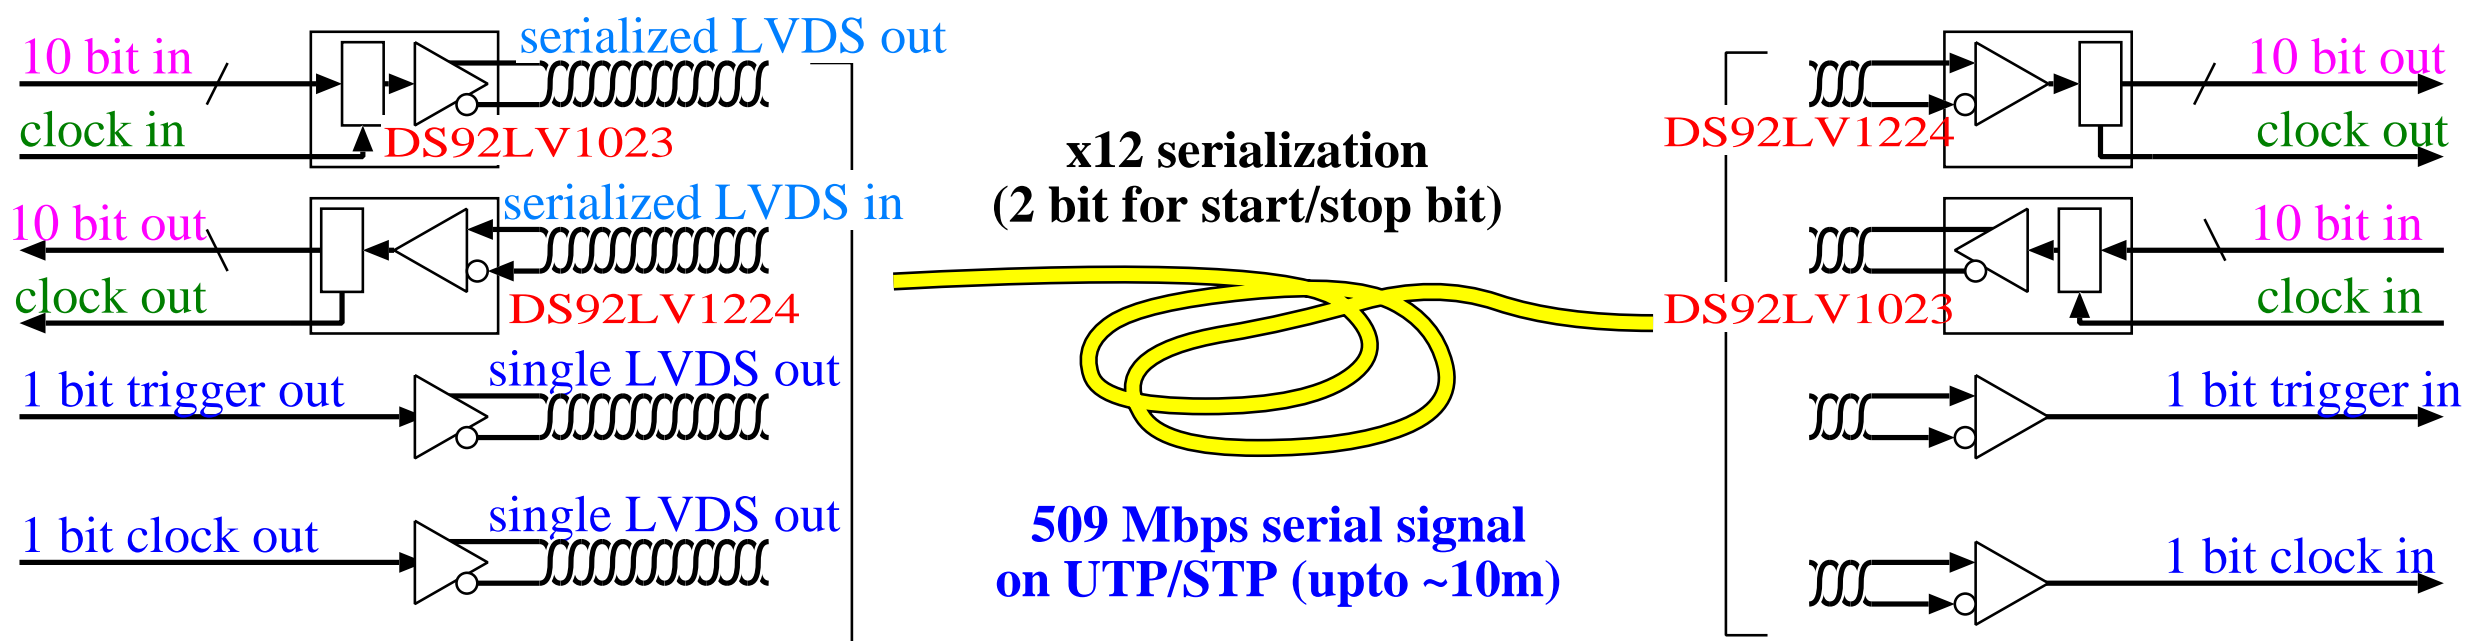 10 bit in
serialized LVDS out
clock in
DS92LV1023
10 bit out
serialized LVDS in
clock out
DS92LV1224
1 bit trigger out
single LVDS out
1 bit clock out
single LVDS out
x12 serialization
(2 bit for start/stop bit)
509 Mbps serial signal
on UTP/STP (upto ~10m)
10 bit out
DS92LV1224
clock out
10 bit in
DS92LV1023
clock in
1 bit trigger in
1 bit clock in